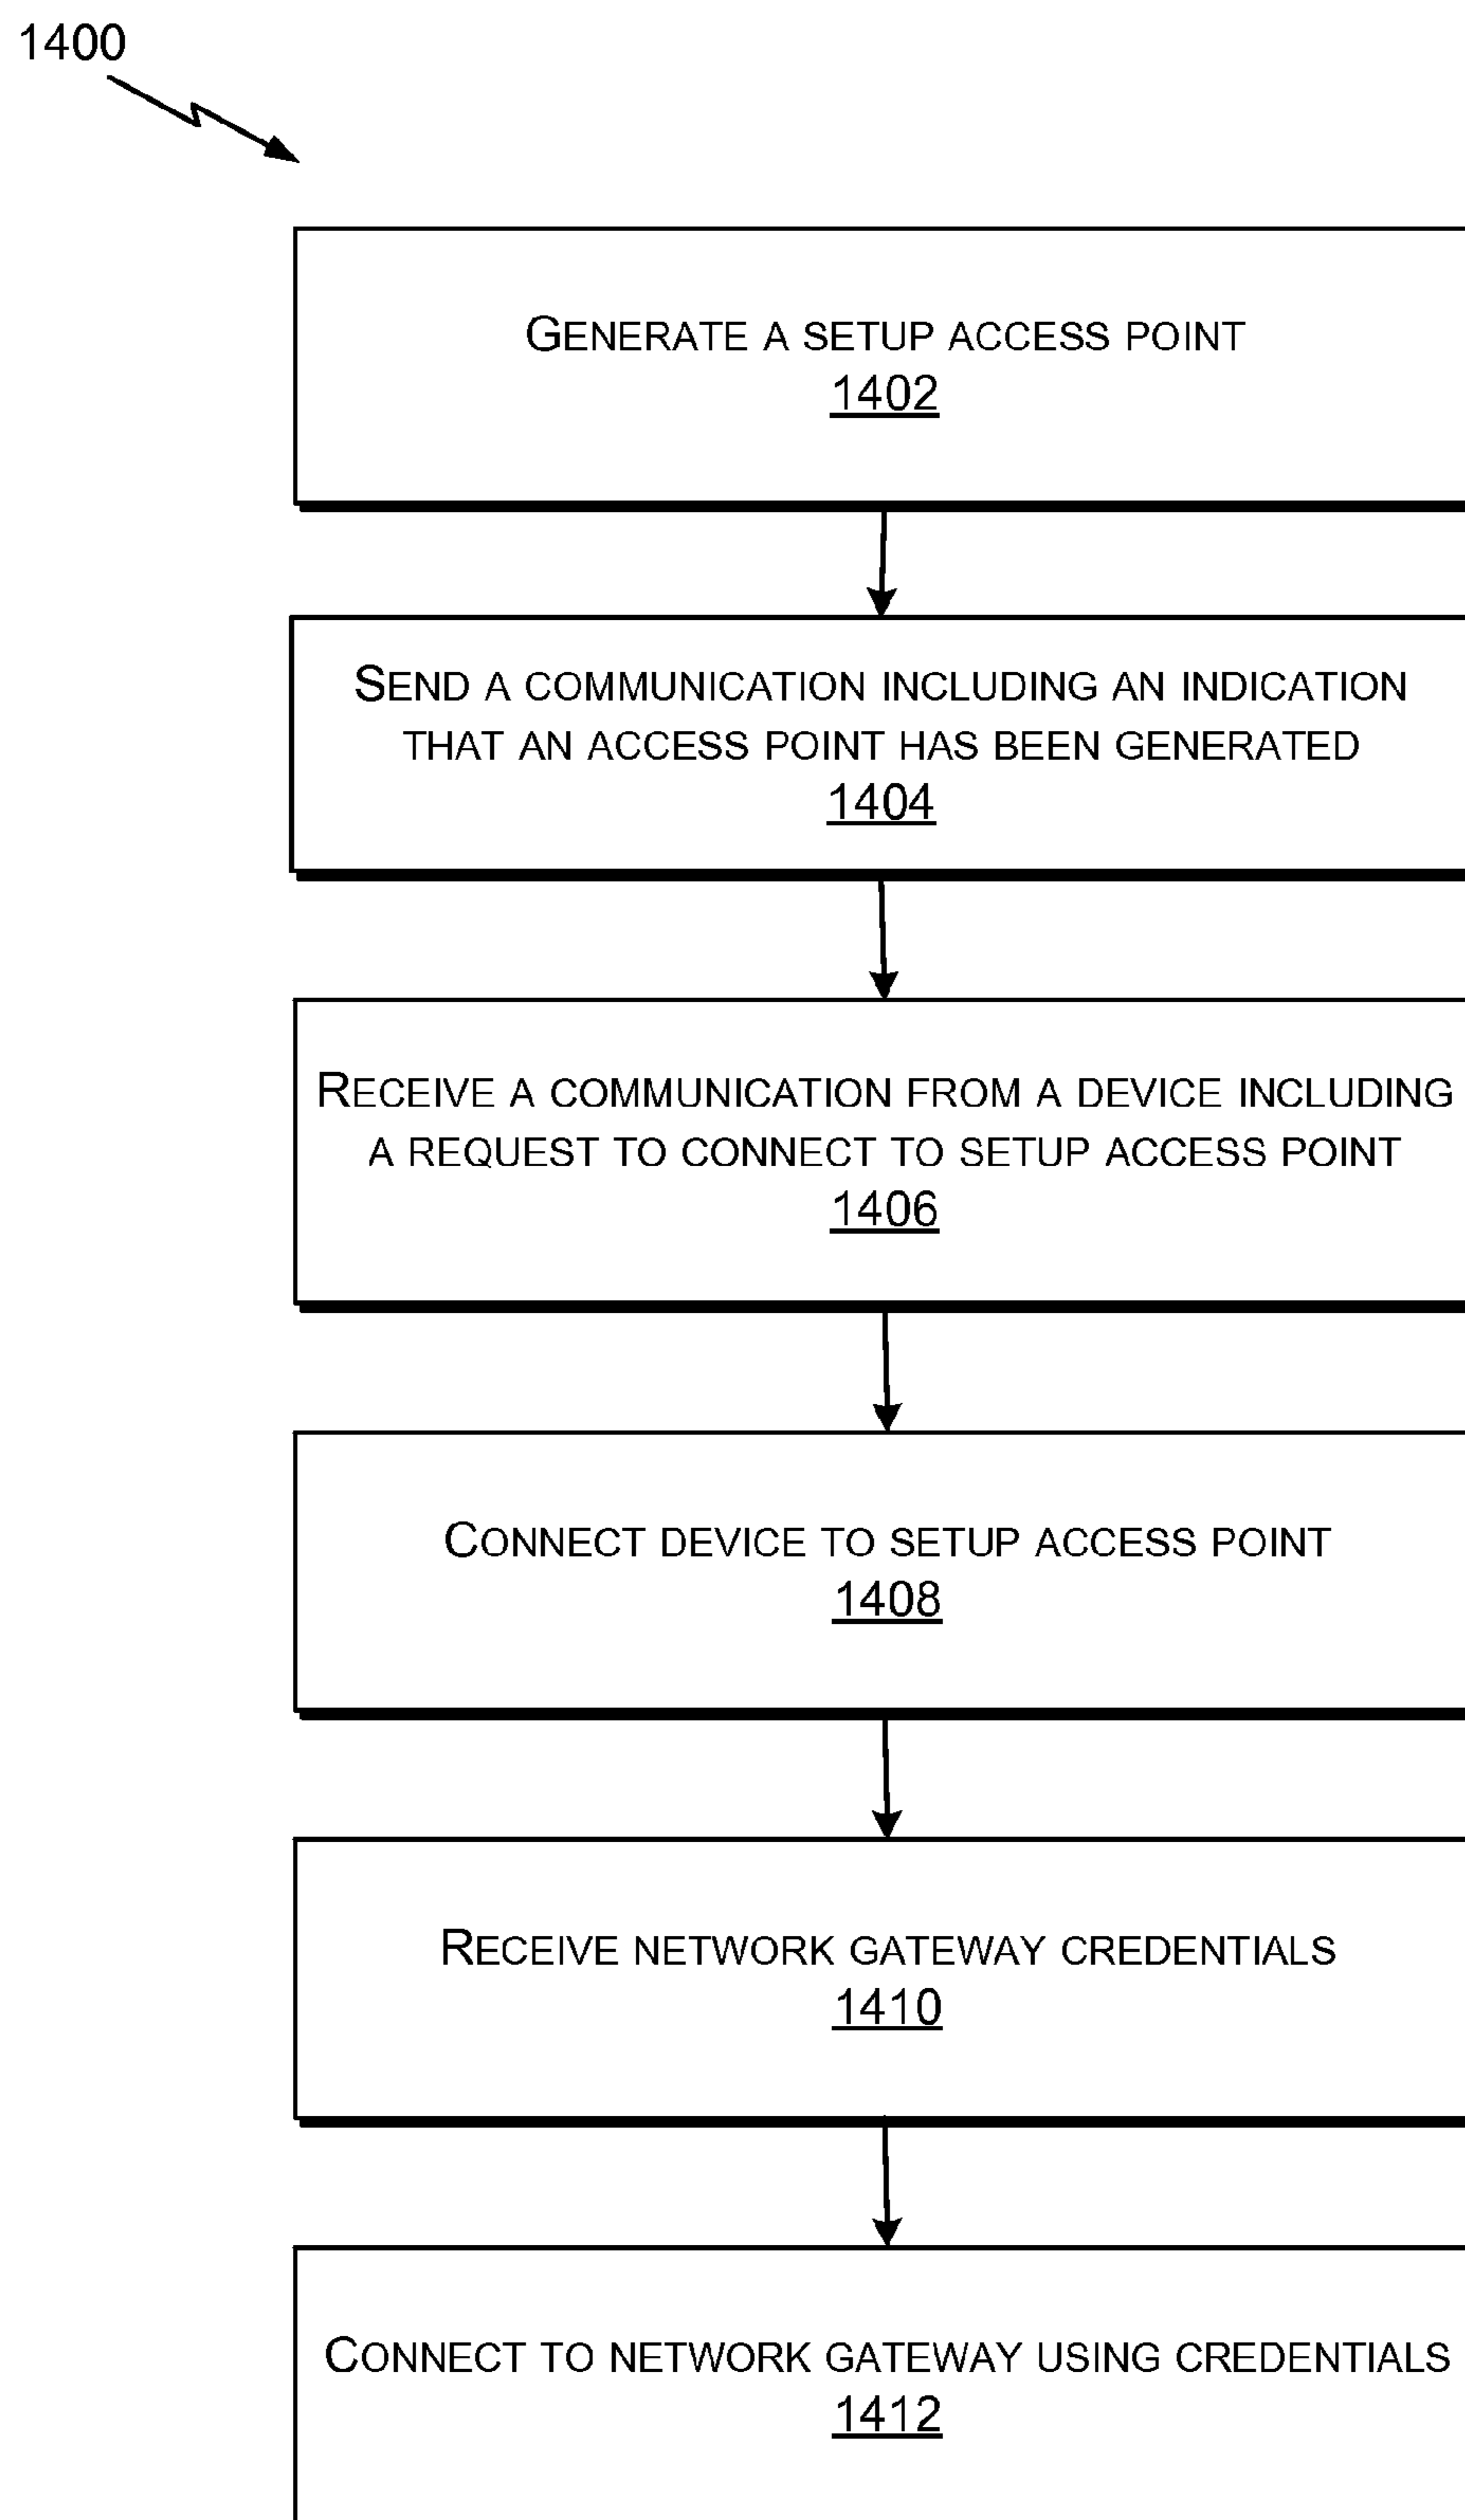 1400
GENERATE A SETUP ACCESS POINT
1402
SEND A COMMUNICATION INCLUDING AN INDICATION
THAT AN ACCESS POINT HAS BEEN GENERATED
1404
RECEIVE A COMMUNICATION FROM A DEVICE INCLUDING
A REQUEST TO CONNECT TO SETUP ACCESS POINT
1406
CONNECT DEVICE TO SETUP ACCESS POINT
1408
RECEIVE NETWORK GATEWAY CREDENTIALS
1410
CONNECT TO NETWORK GATEWAY USING CREDENTIALS
1412